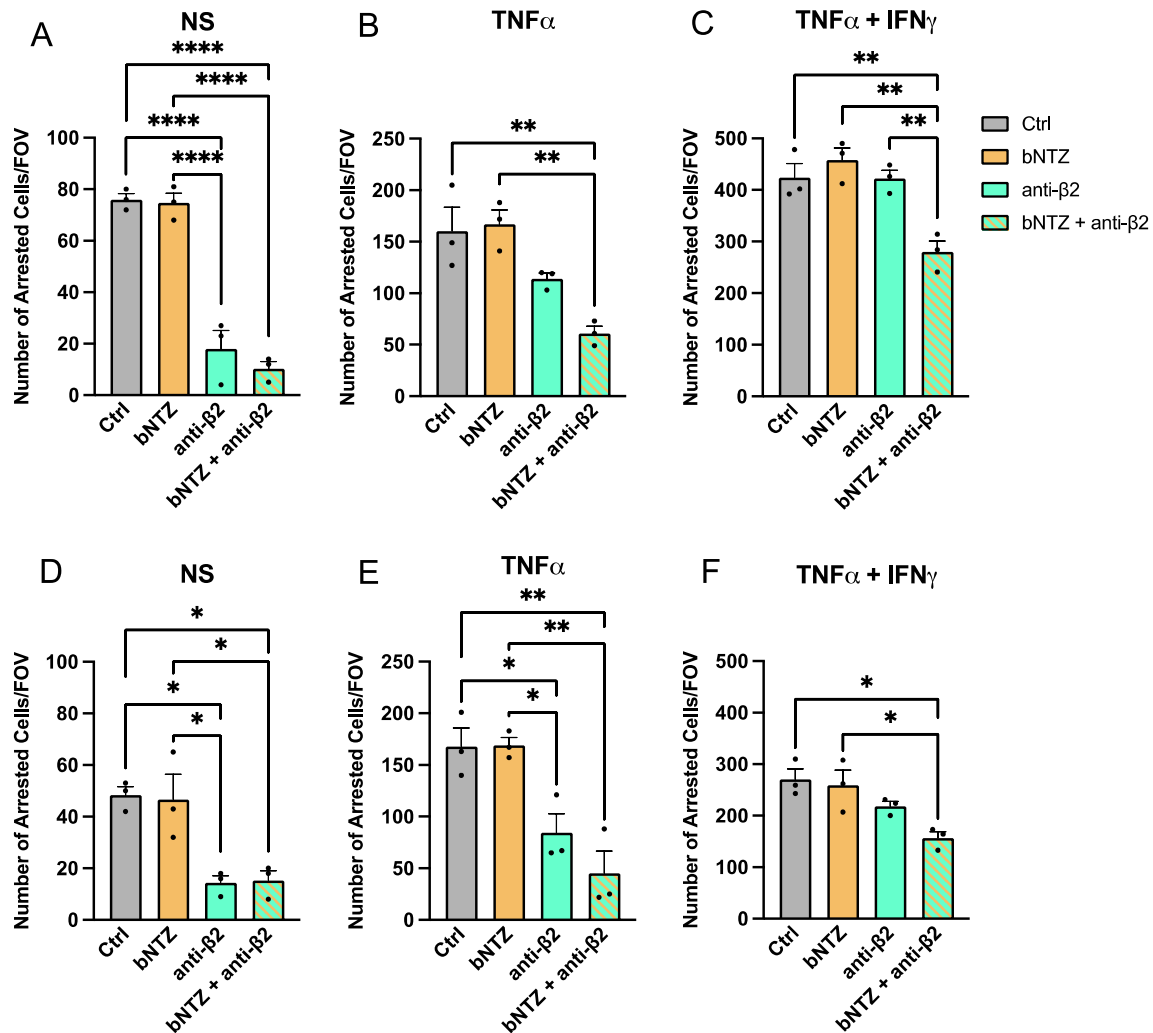 A
NS
****
****
****
****
Number of Arrested Cells/FOV
100
80
60
40
20
0
Ctrl
bNTZ
anti-β2
bNTZ + anti-β2
B
TNFα
**
**
Number of Arrested Cells/FOV
250
200
150
100
50
0
Ctrl
bNTZ
anti-β2
bNTZ + anti-β2
C
TNFα + IFNγ
**
**
**
Number of Arrested Cells/FOV
500
400
300
200
100
0
Ctrl
bNTZ
anti-β2
bNTZ + anti-β2
Ctrl
bNTZ
anti-β2
bNTZ + anti-β2
D
NS
*
*
*
*
Number of Arrested Cells/FOV
100
80
60
40
20
0
Ctrl
bNTZ
anti-β2
bNTZ + anti-β2
E
TNFα
**
**
*
*
Number of Arrested Cells/FOV
250
200
150
100
50
0
Ctrl
bNTZ
anti-β2
bNTZ + anti-β2
F
TNFα + IFNγ
*
*
Number of Arrested Cells/FOV
500
400
300
200
100
0
Ctrl
bNTZ
anti-β2
bNTZ + anti-β2